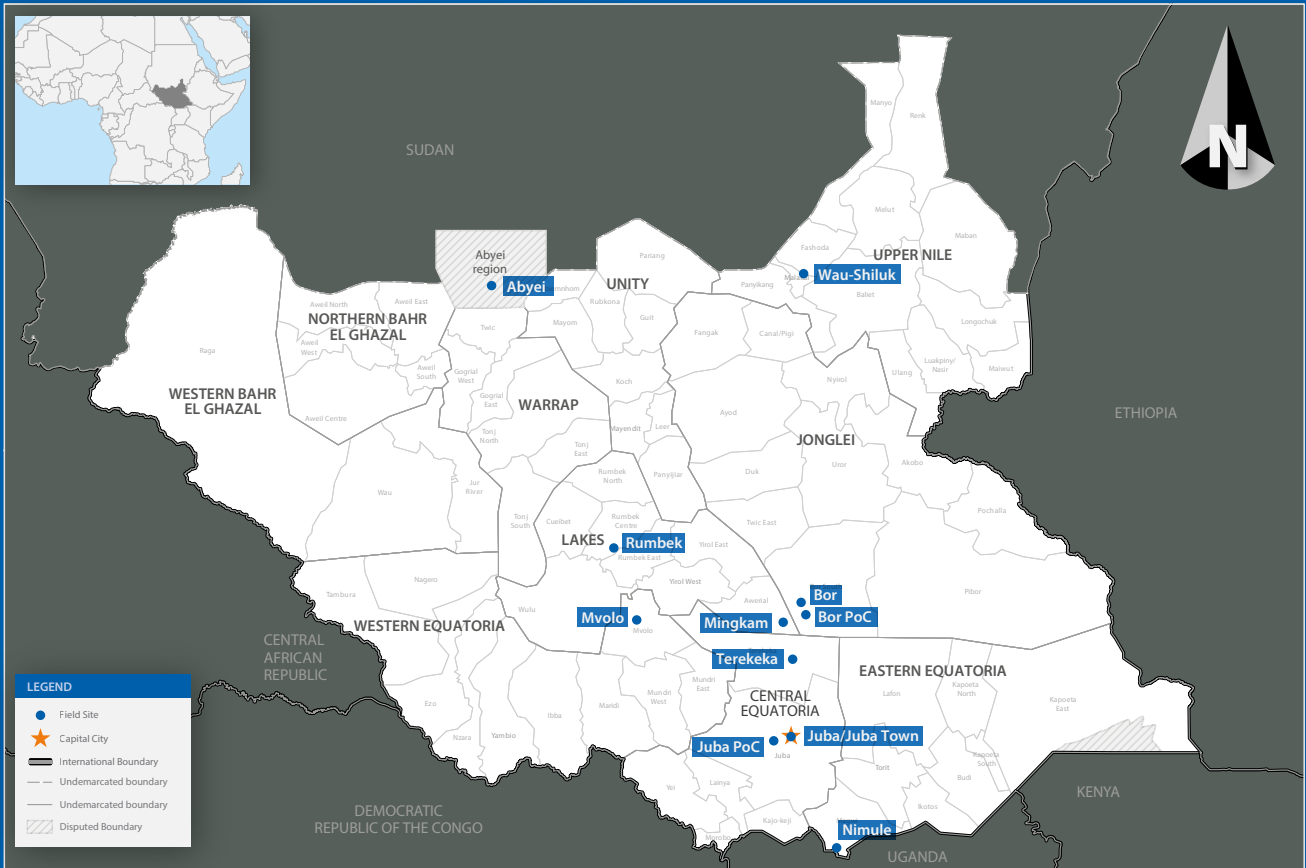 SUDAN
N
Manyo
Renk
Melut
Maban
Fashoda
UPPER NILE
Wau-Shiluk
Panyikang
Baliet
Longochuk
Luakpiny/
Nasir
Maiwut
Ulang
Abyei
region
Abyei
Pariang
UNITY
Rubkona
Guit
Mayom
Koch
Mayendit
Leer
Panyijiar
Aweil North
Aweil East
NORTHERN BAHR
EL GHAZAL
Aweil
West
Aweil
South
Aweil Centre
Raga
WESTERN BAHR
EL GHAZAL
Wau
Jur
River
Twic
Gogrial
West
Gogrial
East
WARRAP
Tonj
North
Tonj
East
Tonj
South
Fangak
Canal/Pigi
Nyirol
Ayod
JONGLEI
Uror
Akobo
Duk
Pochalla
Twic East
Pibor
ETHIOPIA
Rumbek
North
Cueibet
Rumbek
Centre
LAKES
Rumbek
Rumbek East
Yirol East
Yirol West
Awerial
Wulu
Bor
Bor PoC
Mingkam
Mvolo
Mvolo
Terekeka
Nagero
Tambura
WESTERN EQUATORIA
Ezo
Nzara
Yambio
Ibba
Maridi
Mundri
West
Mundri
East
CENTRAL
EQUATORIA
Juba PoC
Juba/Juba Town
Juba
Lainya
Yei
Morobo
Kajo-keji
EASTERN EQUATORIA
Lafon
Kapoeta
North
Kapoeta
East
Kapoeta
South
Torit
Budi
Ikotos
Nimule
CENTRAL
AFRICAN
REPUBLIC
DEMOCRATIC
REPUBLIC OF THE CONGO
UGANDA
KENYA
LEGEND
Field Site
Capital City
International Boundary
Undemarcated boundary
Undemarcated boundary
Disputed Boundary